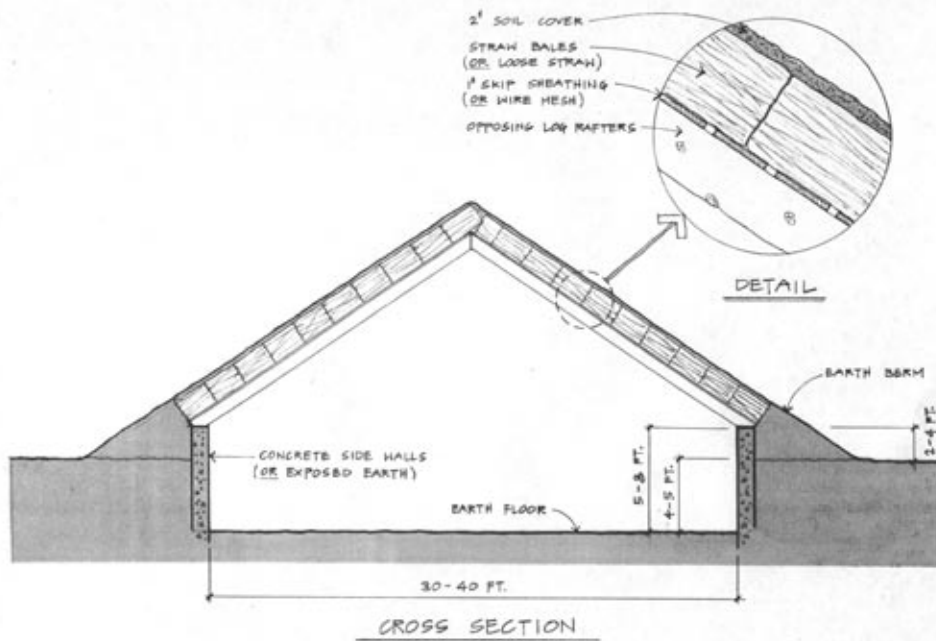 2" SOIL COVER
STRAW BALES
(OR LOOSE STRAW)
1" SKIP SHEATHING
(OR WIRE MESH)
OPPOSING LOG RAFTERS
DETAIL
EARTH BERM
2-4 FT.
CONCRETE SIDE WALLS
(OR EXPOSED EARTH)
5-8 FT.
4-5 FT.
EARTH FLOOR
30-40 FT.
CROSS SECTION